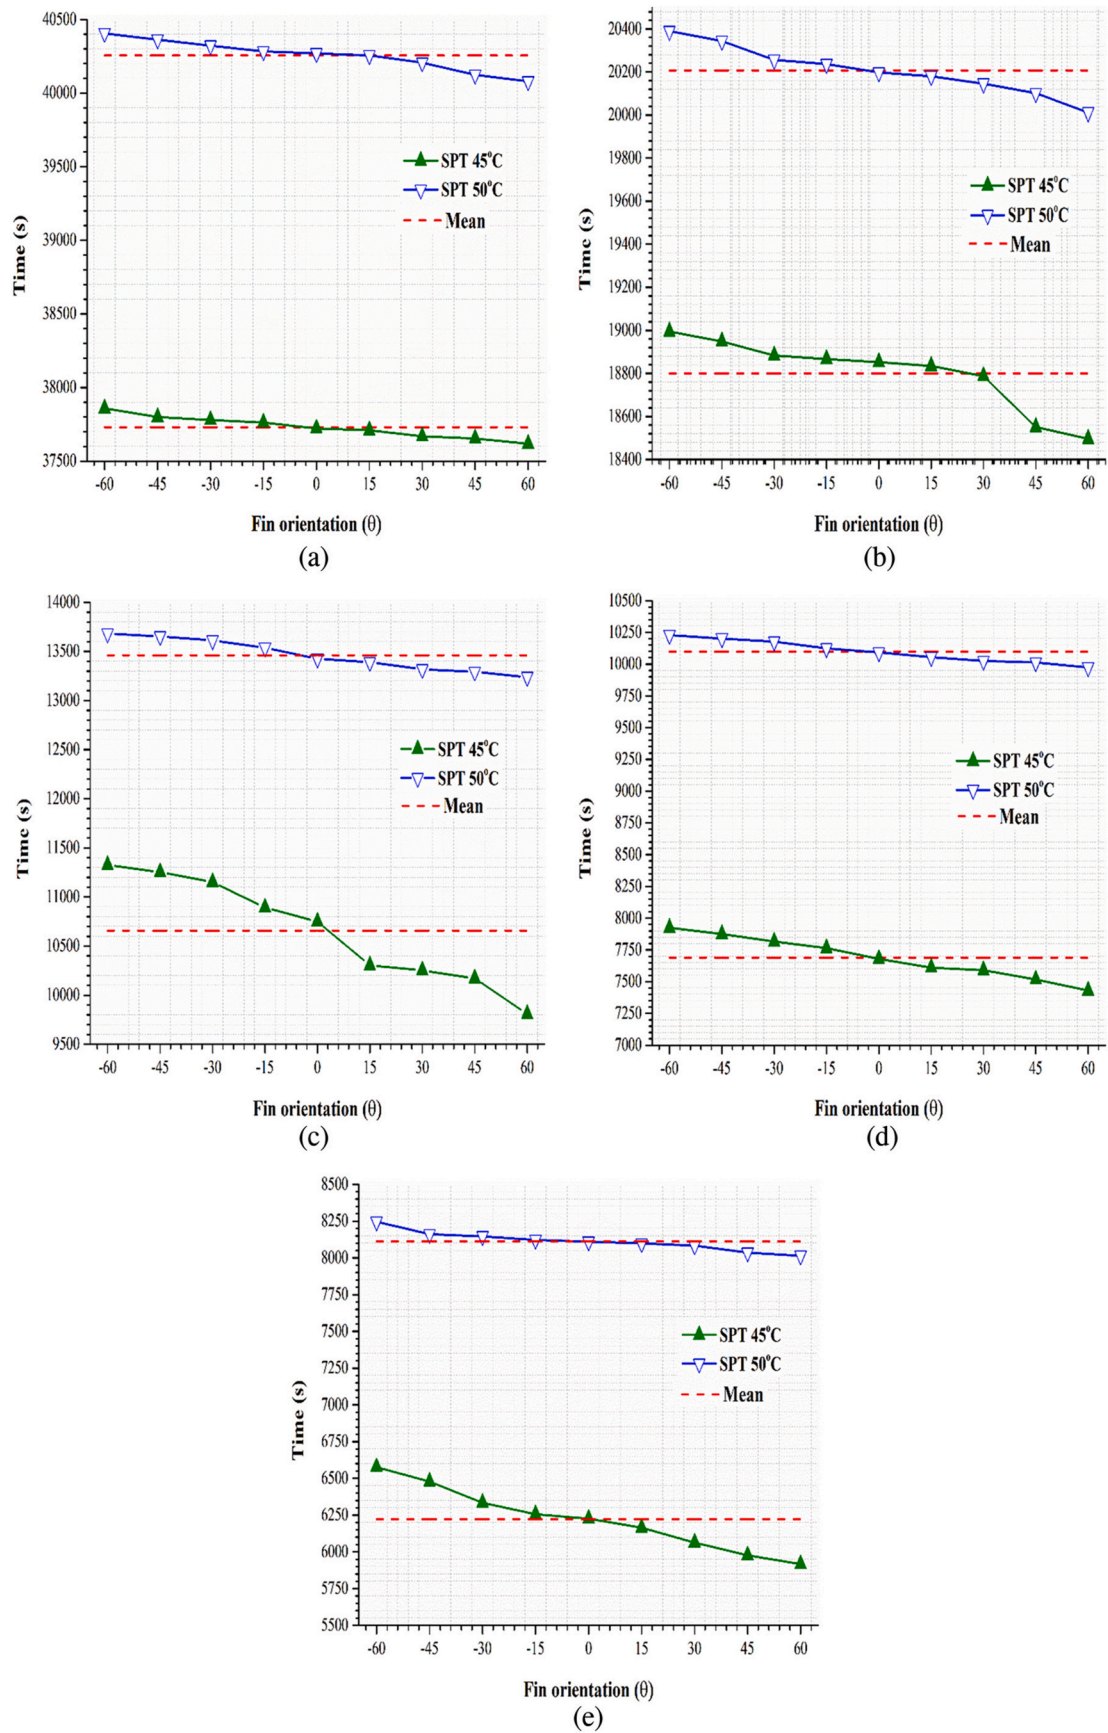 40500
40000
39500
39000
38500
38000
37500
Time (s)
SPT 45°C
SPT 50°C
Mean
-60 -45 -30 -15 0 15 30 45 60
Fin orientation (θ)
(a)
20400
20200
20000
19800
19600
19400
19200
19000
18800
18600
18400
Time (s)
SPT 45°C
SPT 50°C
Mean
-60 -45 -30 -15 0 15 30 45 60
Fin orientation (θ)
(b)
14000
13500
13000
12500
12000
11500
11000
10500
10000
9500
Time (s)
SPT 45°C
SPT 50°C
Mean
-60 -45 -30 -15 0 15 30 45 60
Fin orientation (θ)
(c)
10500
10250
10000
9750
9500
9250
9000
8750
8500
8250
8000
7750
7500
7250
7000
Time (s)
SPT 45°C
SPT 50°C
Mean
-60 -45 -30 -15 0 15 30 45 60
Fin orientation (θ)
(d)
8500
8250
8000
7750
7500
7250
7000
6750
6500
6250
6000
5750
5500
Time (s)
SPT 45°C
SPT 50°C
Mean
-60 -45 -30 -15 0 15 30 45 60
Fin orientation (θ)
(e)